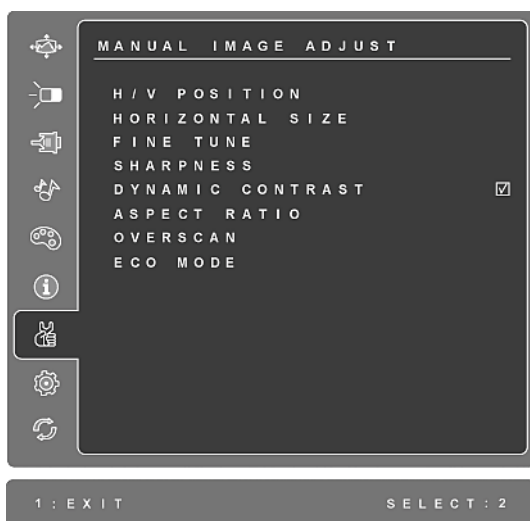 MANUAL IMAGE ADJUST
H/V POSITION
HORIZONTAL SIZE
FINE TUNE
SHARPNESS
DYNAMIC CONTRAST
ASPECT RATIO
OVERSCAN
ECO MODE
1:EXIT SELECT:2